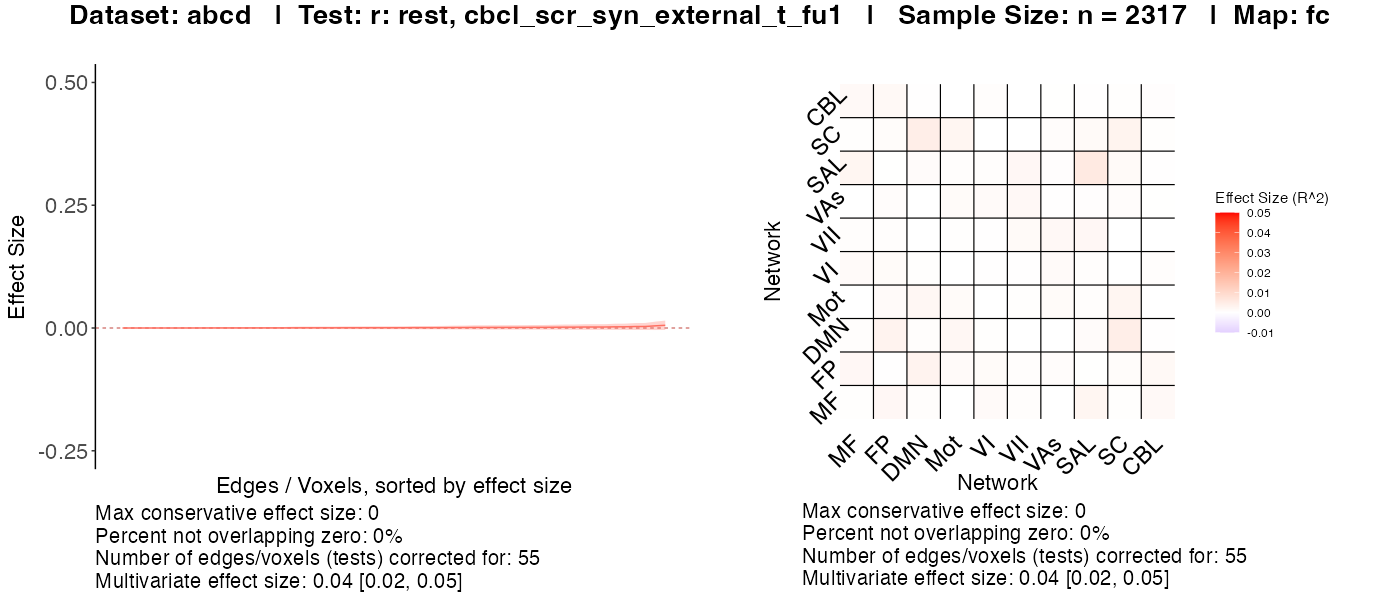 Dataset: abcd | Test: r: rest, cbcl_scr_syn_external_t_fu1 | Sample Size: n = 2317 | Map: fc
0.50
0.25
0.00
-0.25
Effect Size
Edges / Voxels, sorted by effect size
Max conservative effect size: 0
Percent not overlapping zero: 0%
Number of edges/voxels (tests) corrected for: 55
Multivariate effect size: 0.04 [0.02, 0.05]
Network
CBL
SC
SAL
VAs
VII
VI
Mot
DMN
FP
MF
MF
FP
DMN
Mot
VI
VII
VAs
SAL
SC
CBL
Network
Effect Size (R^2)
0.05
0.04
0.03
0.02
0.01
0.00
-0.01
Max conservative effect size: 0
Percent not overlapping zero: 0%
Number of edges/voxels (tests) corrected for: 55
Multivariate effect size: 0.04 [0.02, 0.05]